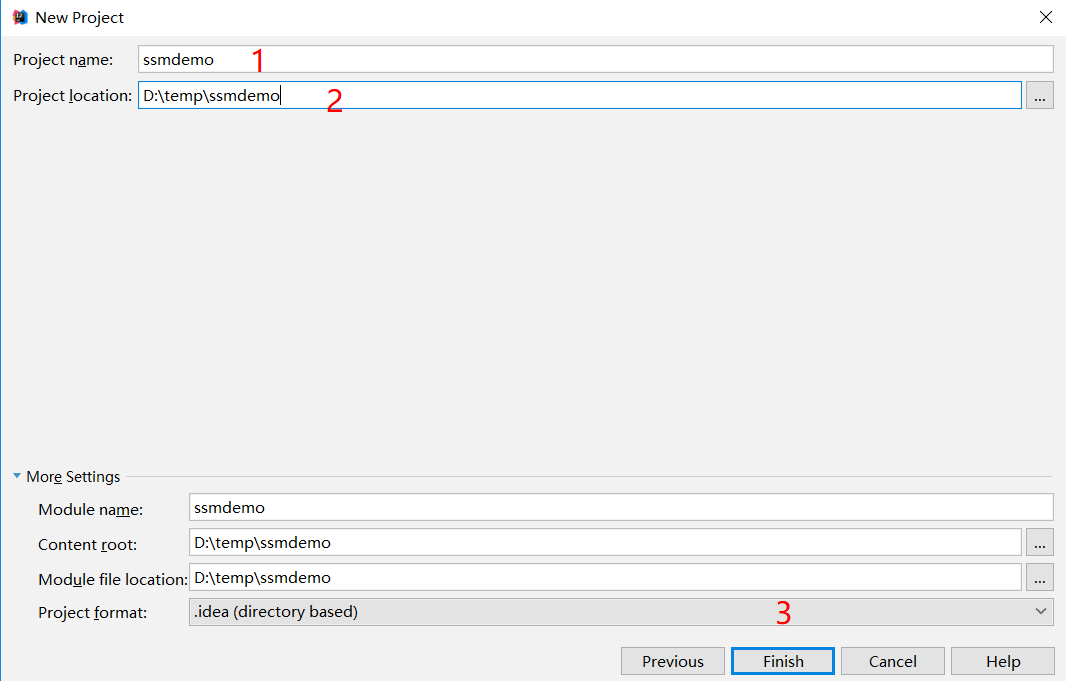 New Project
Project name: ssmdemo 1
Project location: D:\temp\ssmdemo 2 ...
More Settings
Module name: ssmdemo
Content root: D:\temp\ssmdemo ...
Module file location: D:\temp\ssmdemo ...
Project format: .idea (directory based) 3
Previous Finish Cancel Help